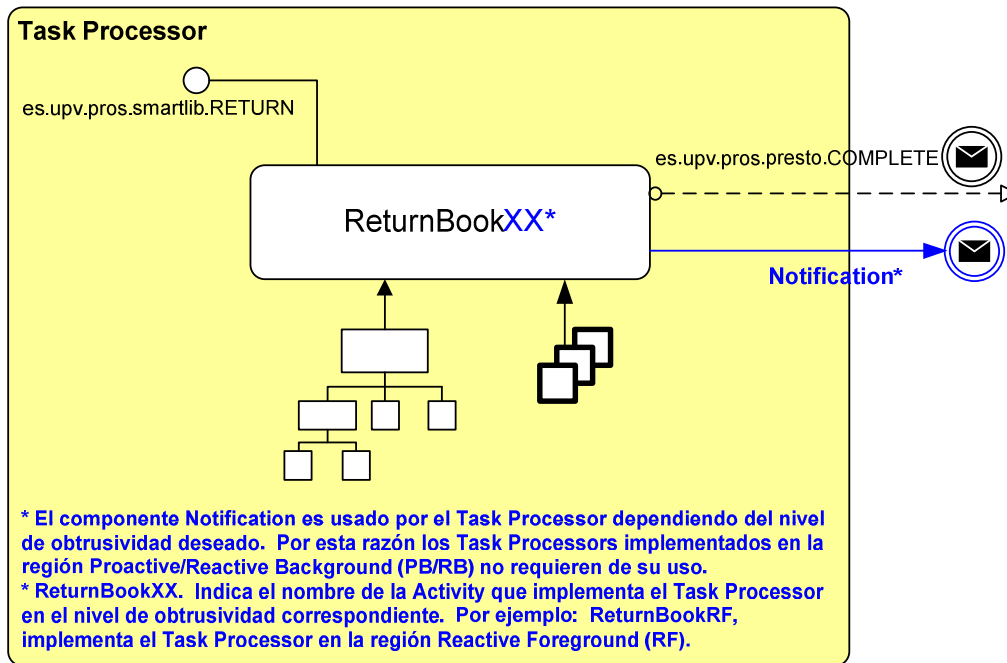 Task Processor
es.upv.pros.smartlib.RETURN
es.upv.pros.presto.COMPLETE
ReturnBookXX*
Notification*
* El componente Notification es usado por el Task Processor dependiendo del nivel
de obtrusividad deseado. Por esta razón los Task Processors implementados en la
región Proactive/Reactive Background (PB/RB) no requieren de su uso.
* ReturnBookXX. Indica el nombre de la Activity que implementa el Task Processor
en el nivel de obtrusividad correspondiente. Por ejemplo: ReturnBookRF,
implementa el Task Processor en la región Reactive Foreground (RF).